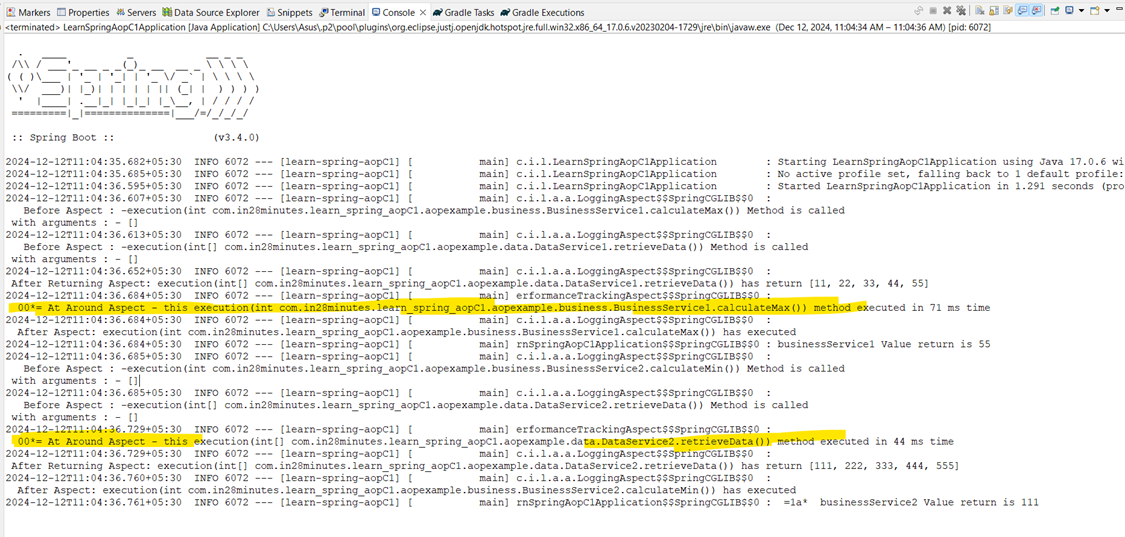 Markers Properties Servers Data Source Explorer Snippets Terminal Console Gradle Tasks Gradle Executions
<terminated> LearnSpringAopC1Application [Java Application] C:\Users\Asus\.p2\pool\plugins\org.eclipse.justj.openjdk.hotspot.jre.full.win32.x86_64_17.0.6.v20230204-1729\jre\bin\javaw.exe (Dec 12, 2024, 11:04:34 AM – 11:04:36 AM) [pid: 6072]
  .   ____          _            __ _ _
 /\\ / ___'_ __ _ _(_)_ __  __ _ \ \ \ \
( ( )\___ | '_ | '_| | '_ \/ _` | \ \ \ \
 \\/  ___)| |_)| | | | | || (_| |  ) ) ) )
  '  |____| .__|_| |_|_| |_\__, | / / / /
 =========|_|==============|___/=/_/_/_/
 :: Spring Boot ::                (v3.4.0)
2024-12-12T11:04:35.682+05:30  INFO 6072 --- [learn-spring-aopC1] [           main] c.i.l.LearnSpringAopC1Application        : Starting LearnSpringAopC1Application using Java 17.0.6 wi
2024-12-12T11:04:35.685+05:30  INFO 6072 --- [learn-spring-aopC1] [           main] c.i.l.LearnSpringAopC1Application        : No active profile set, falling back to 1 default profile:
2024-12-12T11:04:36.595+05:30  INFO 6072 --- [learn-spring-aopC1] [           main] c.i.l.LearnSpringAopC1Application        : Started LearnSpringAopC1Application in 1.291 seconds (pro
2024-12-12T11:04:36.607+05:30  INFO 6072 --- [learn-spring-aopC1] [           main] c.i.l.a.a.LoggingAspect$$SpringCGLIB$$0  :
  Before Aspect : -execution(int com.in28minutes.learn_spring_aopC1.aopexample.business.BusinessService1.calculateMax()) Method is called
with arguments : - []
2024-12-12T11:04:36.613+05:30  INFO 6072 --- [learn-spring-aopC1] [           main] c.i.l.a.a.LoggingAspect$$SpringCGLIB$$0  :
  Before Aspect : -execution(int[] com.in28minutes.learn_spring_aopC1.aopexample.data.DataService1.retrieveData()) Method is called
with arguments : - []
2024-12-12T11:04:36.652+05:30  INFO 6072 --- [learn-spring-aopC1] [           main] c.i.l.a.a.LoggingAspect$$SpringCGLIB$$0  :
After Returning Aspect: execution(int[] com.in28minutes.learn_spring_aopC1.aopexample.data.DataService1.retrieveData()) has return [11, 22, 33, 44, 55]
2024-12-12T11:04:36.684+05:30  INFO 6072 --- [learn-spring-aopC1] [           main] erformanceTrackingAspect$$SpringCGLIB$$0 :
 00*= At Around Aspect - this execution(int com.in28minutes.learn_spring_aopC1.aopexample.business.BusinessService1.calculateMax()) method executed in 71 ms time
2024-12-12T11:04:36.684+05:30  INFO 6072 --- [learn-spring-aopC1] [           main] c.i.l.a.a.LoggingAspect$$SpringCGLIB$$0  :
 After Aspect: execution(int com.in28minutes.learn_spring_aopC1.aopexample.business.BusinessService1.calculateMax()) has executed
2024-12-12T11:04:36.684+05:30  INFO 6072 --- [learn-spring-aopC1] [           main] rnSpringAopApplication$$SpringCGLIB$$0 : businessService1 Value return is 55
2024-12-12T11:04:36.685+05:30  INFO 6072 --- [learn-spring-aopC1] [           main] c.i.l.a.a.LoggingAspect$$SpringCGLIB$$0  :
  Before Aspect : -execution(int com.in28minutes.learn_spring_aopC1.aopexample.business.BusinessService2.calculateMin()) Method is called
with arguments : - []
2024-12-12T11:04:36.685+05:30  INFO 6072 --- [learn-spring-aopC1] [           main] c.i.l.a.a.LoggingAspect$$SpringCGLIB$$0  :
  Before Aspect : -execution(int[] com.in28minutes.learn_spring_aopC1.aopexample.data.DataService2.retrieveData()) Method is called
with arguments : - []
2024-12-12T11:04:36.729+05:30  INFO 6072 --- [learn-spring-aopC1] [           main] erformanceTrackingAspect$$SpringCGLIB$$0 :
 00*= At Around Aspect - this execution(int[] com.in28minutes.learn_spring_aopC1.aopexample.data.DataService2.retrieveData()) method executed in 44 ms time
2024-12-12T11:04:36.729+05:30  INFO 6072 --- [learn-spring-aopC1] [           main] c.i.l.a.a.LoggingAspect$$SpringCGLIB$$0  :
After Returning Aspect: execution(int[] com.in28minutes.learn_spring_aopC1.aopexample.data.DataService2.retrieveData()) has return [111, 222, 333, 444, 555]
2024-12-12T11:04:36.760+05:30  INFO 6072 --- [learn-spring-aopC1] [           main] c.i.l.a.a.LoggingAspect$$SpringCGLIB$$0  :
 After Aspect: execution(int com.in28minutes.learn_spring_aopC1.aopexample.business.BusinessService2.calculateMin()) has executed
2024-12-12T11:04:36.761+05:30  INFO 6072 --- [learn-spring-aopC1] [           main] rnSpringAopC1Application$$SpringCGLIB$$0 :  =la*  businessService2 Value return is 111